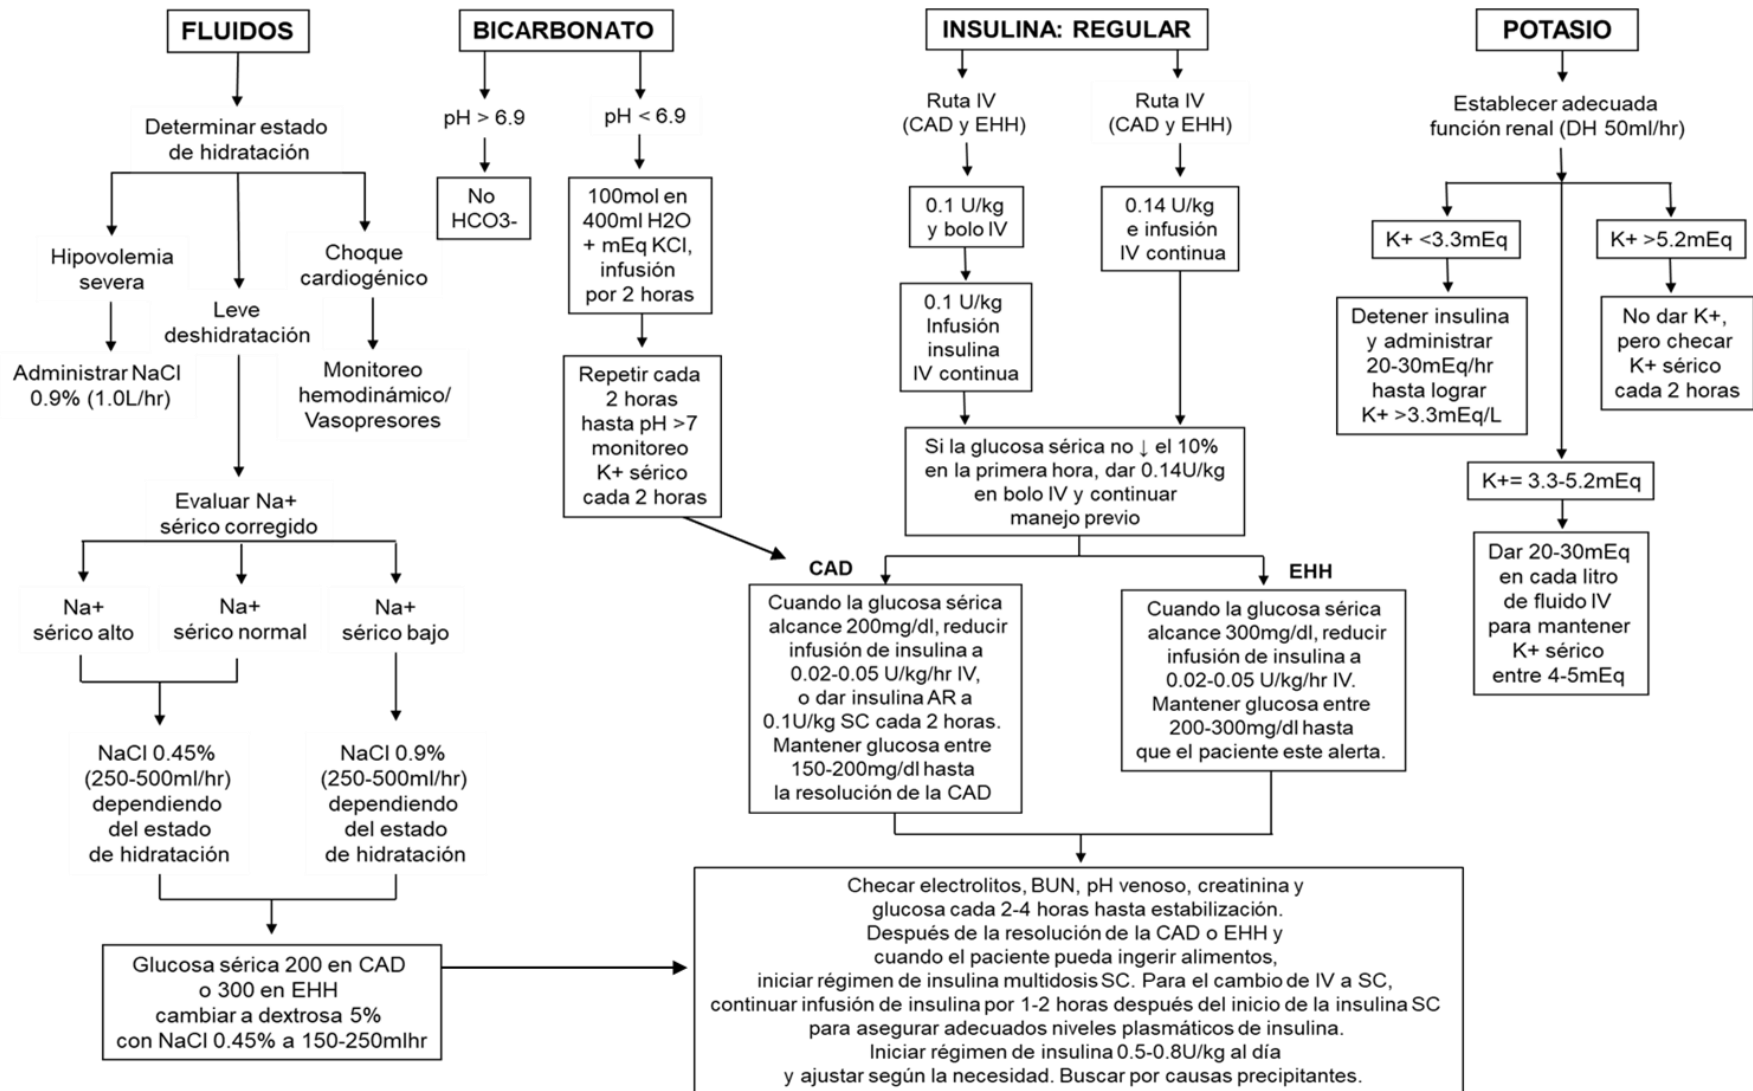 FLUIDOS
Determinar estado
de hidratación
Hipovolemia
severa
Administrar NaCl
0.9% (1.0L/hr)
Leve
deshidratación
Choque
cardiogénico
Monitoreo
hemodinámico/
Vasopresores
Evaluar Na+
sérico corregido
Na+
sérico alto
Na+
sérico normal
Na+
sérico bajo
NaCl 0.45%
(250-500ml/hr)
dependiendo
del estado
de hidratación
NaCl 0.9%
(250-500ml/hr)
dependiendo
del estado
de hidratación
Glucosa sérica 200 en CAD
o 300 en EHH
cambiar a dextrosa 5%
con NaCl 0.45% a 150-250mlhr
BICARBONATO
pH > 6.9
No
HCO3-
pH < 6.9
100mol en
400ml H2O
+ mEq KCl,
infusión
por 2 horas
Repetir cada
2 horas
hasta pH >7
monitoreo
K+ sérico
cada 2 horas
INSULINA: REGULAR
Ruta IV
(CAD y EHH)
0.1 U/kg
y bolo IV
0.1 U/kg
Infusión
insulina
IV continua
Ruta IV
(CAD y EHH)
0.14 U/kg
e infusión
IV continua
Si la glucosa sérica no ↓ el 10%
en la primera hora, dar 0.14U/kg
en bolo IV y continuar
manejo previo
CAD
Cuando la glucosa sérica
alcance 200mg/dl, reducir
infusión de insulina a
0.02-0.05 U/kg/hr IV,
o dar insulina AR a
0.1U/kg SC cada 2 horas.
Mantener glucosa entre
150-200mg/dl hasta
la resolución de la CAD
EHH
Cuando la glucosa sérica
alcance 300mg/dl, reducir
infusión de insulina a
0.02-0.05 U/kg/hr IV.
Mantener glucosa entre
200-300mg/dl hasta
que el paciente este alerta.
POTASIO
Establecer adecuada
función renal (DH 50ml/hr)
K+ <3.3mEq
Detener insulina
y administrar
20-30mEq/hr
hasta lograr
K+ >3.3mEq/L
K+ >5.2mEq
No dar K+,
pero checar
K+ sérico
cada 2 horas
K+= 3.3-5.2mEq
Dar 20-30mEq
en cada litro
de fluido IV
para mantener
K+ sérico
entre 4-5mEq
Checar electrolitos, BUN, pH venoso, creatinina y
glucosa cada 2-4 horas hasta estabilización.
Después de la resolución de la CAD o EHH y
cuando el paciente pueda ingerir alimentos,
iniciar régimen de insulina multidosis SC. Para el cambio de IV a SC,
continuar infusión de insulina por 1-2 horas después del inicio de la insulina SC
para asegurar adecuados niveles plasmáticos de insulina.
Iniciar régimen de insulina 0.5-0.8U/kg al día
y ajustar según la necesidad. Buscar por causas precipitantes.